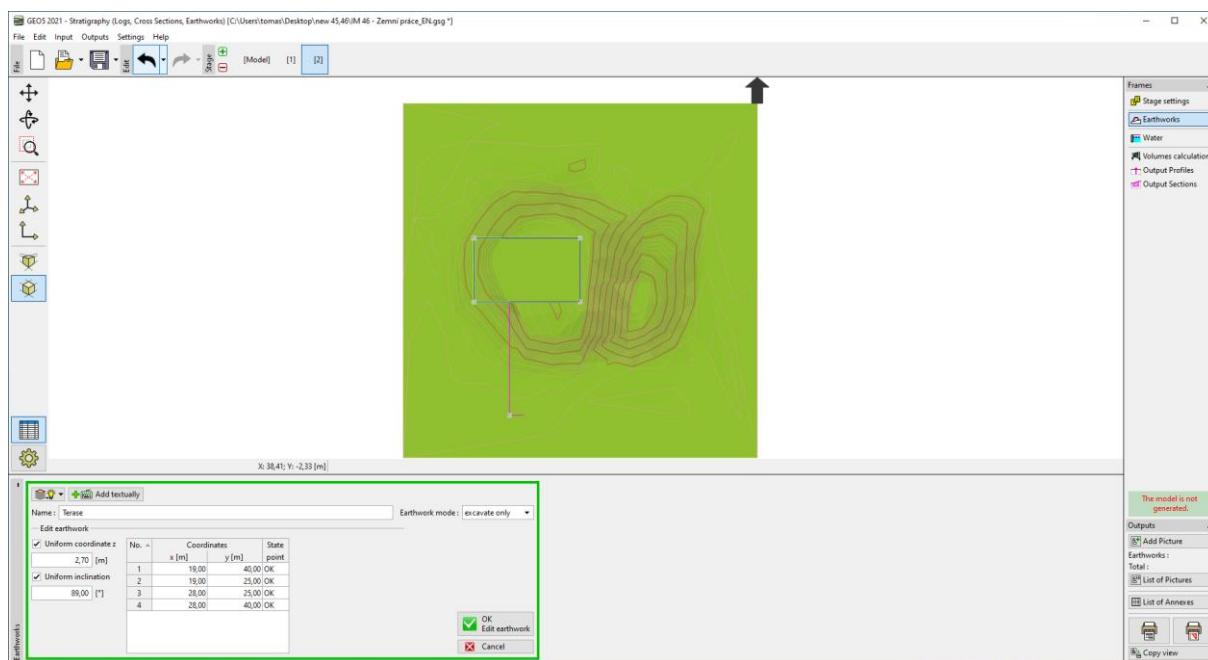 GEO5 2021 - Stratigraphy (Logs, Cross Sections, Earthworks) [C:\Users\tomas\Desktop\new 45,46\IM 46 - Zemní práce_EN.gsg *]
File Edit Input Outputs Settings Help
File
Edit
Stage
[Model] [1] [2]
Frames
Stage settings
Earthworks
Water
Volumes calculation
Output Profiles
Output Sections
X: 38,41; Y: -2,33 [m]
Add textually
Name : Terase
Earthwork mode : excavate only
Edit earthwork
Uniform coordinate z
2,70 [m]
Uniform inclination
89,00 [°]
No. Coordinates State
x [m] y [m] point
1 19,00 40,00 OK
2 19,00 25,00 OK
3 28,00 25,00 OK
4 28,00 40,00 OK
OK
Edit earthwork
Cancel
Earthworks
The model is not
generated.
Outputs
Add Picture
Earthworks :
Total :
List of Pictures
List of Annexes
Copy view